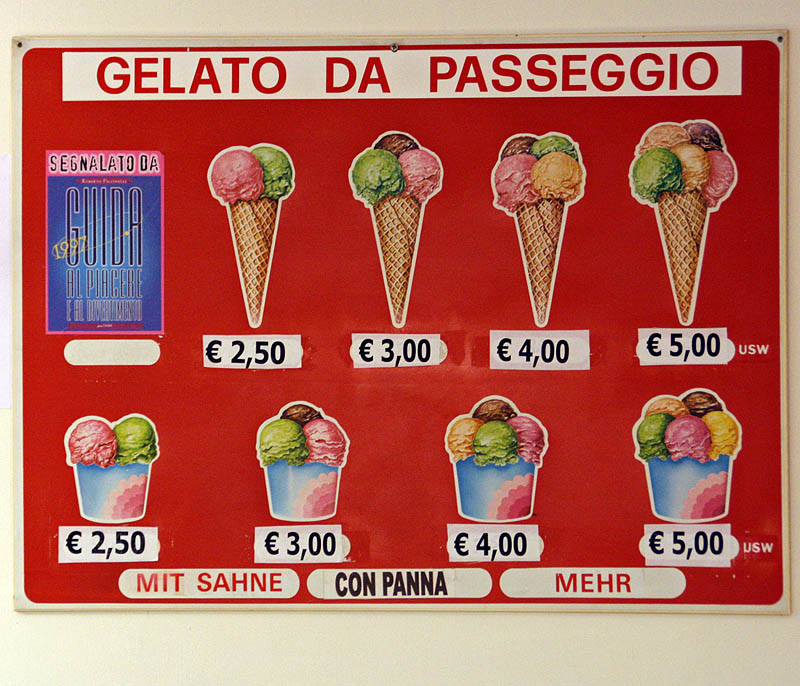 GELATO DA PASSEGGIO
SEGNALATO DA
GUIDA
1997
AL PIACERE
E AL DIVERTIMENTO
€ 2,50
€ 3,00
€ 4,00
€ 5,00 USW
€ 2,50
€ 3,00
€ 4,00
€ 5,00 USW
MIT SAHNE
CON PANNA
MEHR